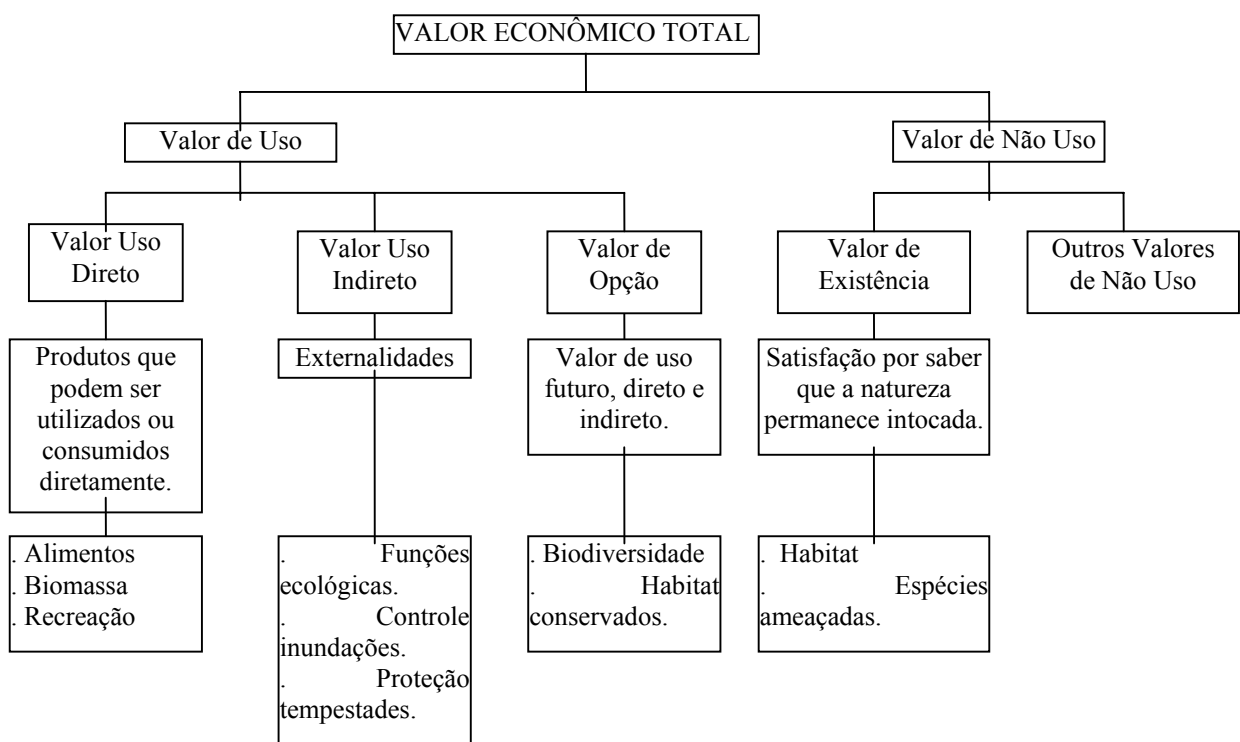 VALOR ECONÔMICO TOTAL
Valor de Uso
Valor de Não Uso
Valor Uso
Direto
Valor Uso
Indireto
Valor de
Opção
Valor de
Existência
Outros Valores
de Não Uso
Produtos que
podem ser
utilizados ou
consumidos
diretamente.
Externalidades
Valor de uso
futuro, direto e
indireto.
Satisfação por saber
que a natureza
permanece intocada.
. Alimentos
. Biomassa
. Recreação
. Funções
ecológicas.
. Controle
inundações.
. Proteção
tempestades.
. Biodiversidade
. Habitat
conservados.
. Habitat
. Espécies
ameaçadas.